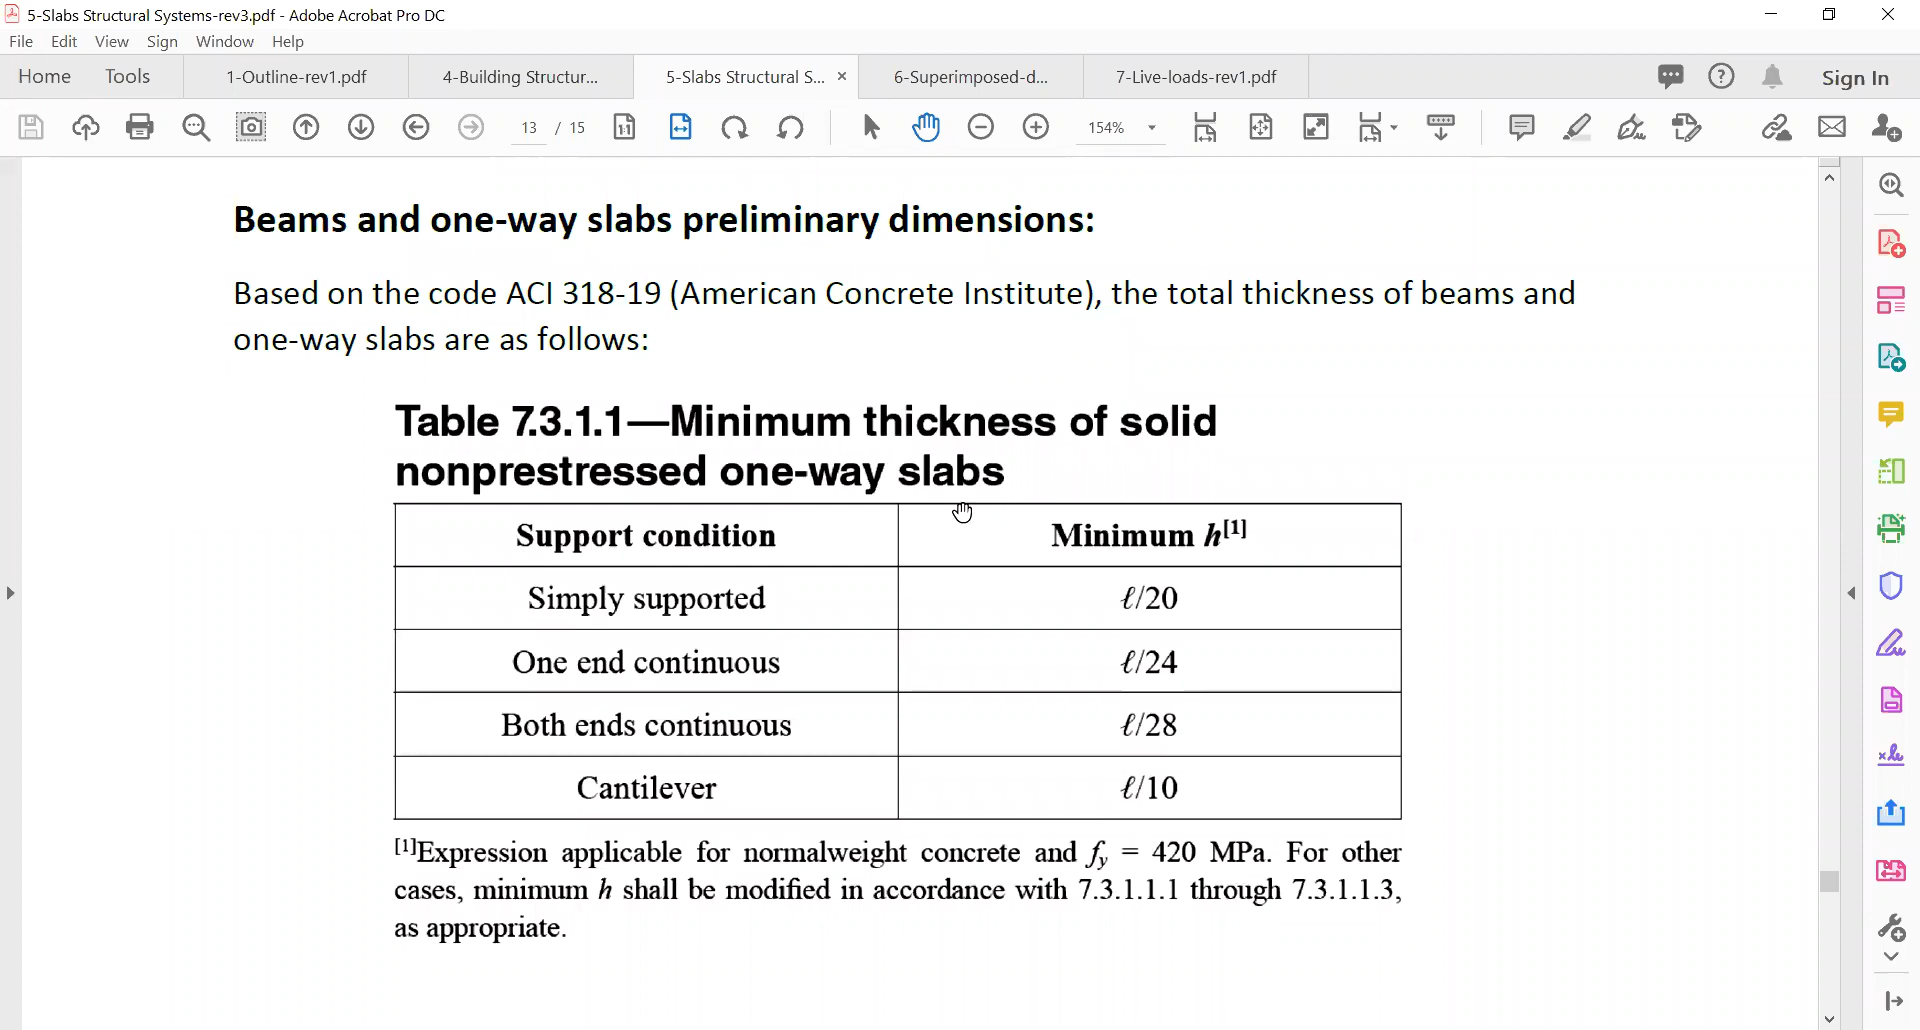 5-Slabs Structural Systems-rev3.pdf - Adobe Acrobat Pro DC
File Edit View Sign Window Help
Home Tools 1-Outline-rev1.pdf 4-Building Structur... 5-Slabs Structural S... × 6-Superimposed-d... 7-Live-loads-rev1.pdf Sign In
13 / 15 154%
Beams and one-way slabs preliminary dimensions:
Based on the code ACI 318-19 (American Concrete Institute), the total thickness of beams and
one-way slabs are as follows:
Table 7.3.1.1—Minimum thickness of solid
nonprestressed one-way slabs
Support condition Minimum h[1]
Simply supported ℓ/20
One end continuous ℓ/24
Both ends continuous ℓ/28
Cantilever ℓ/10
[1]Expression applicable for normalweight concrete and fy = 420 MPa. For other
cases, minimum h shall be modified in accordance with 7.3.1.1.1 through 7.3.1.1.3,
as appropriate.